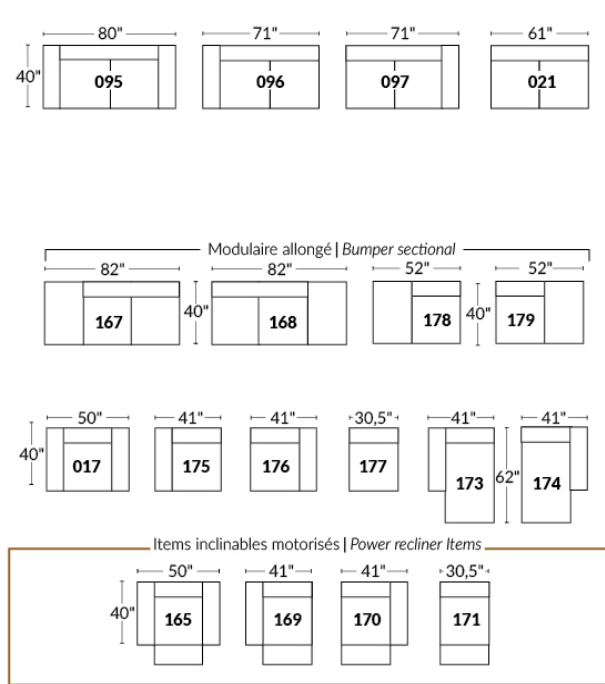 80" 71" 71" 61"
40" 095 096 097 021
Modulaire allongé | Bumper sectional
82" 82" 52" 52"
167 40" 168 178 40" 179
50" 41" 41" 30,5" 41" 41"
40" 017 175 176 177 173 62" 174
Items inclinables motorisés | Power recliner Items
50" 41" 41" 30,5"
40" 165 169 170 171